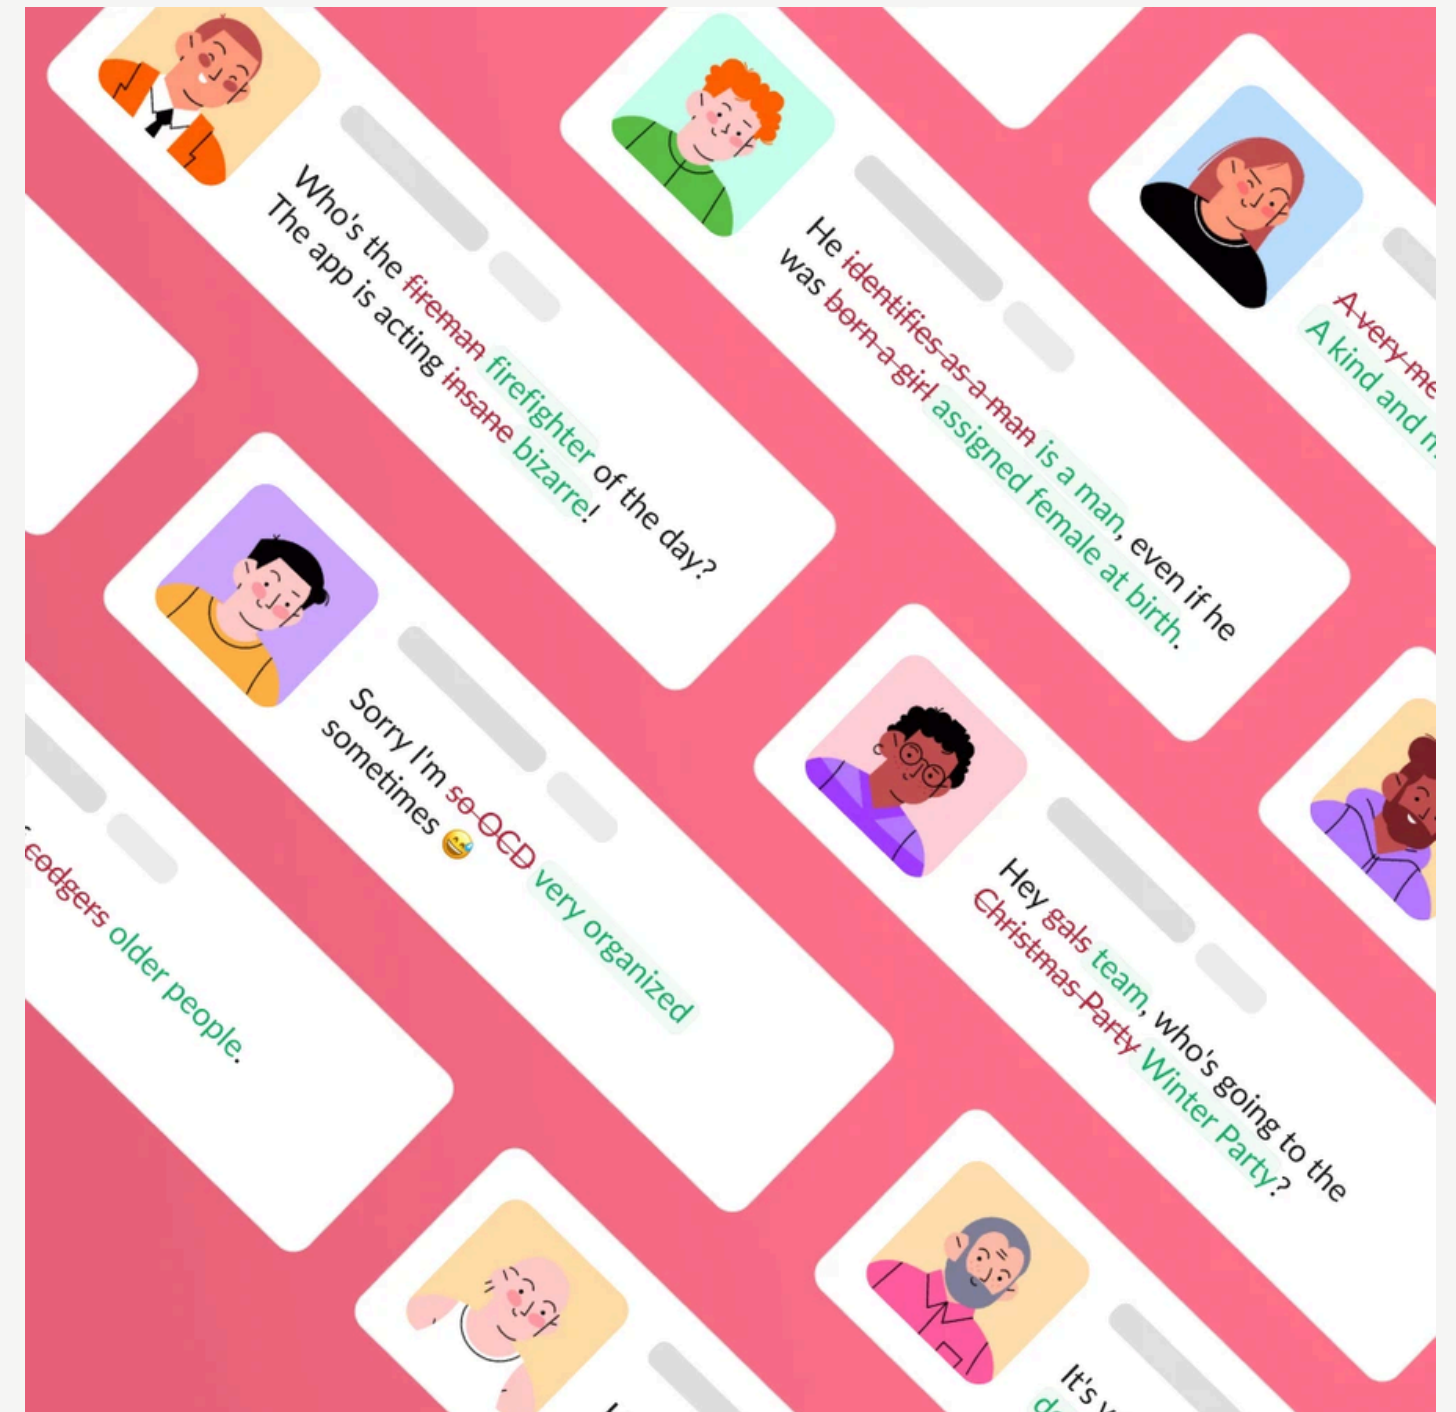 Who's the fireman firefighter of the day?
The app is acting insane bizarre!
He identifies as a man is a man, even if he
was born a girl assigned female at birth.
A very
A kind and
Sorry I'm so OCD very organized
sometimes 😅
codgers older people.
Hey gals team, who's going to the
Christmas Party Winter Party?
It's